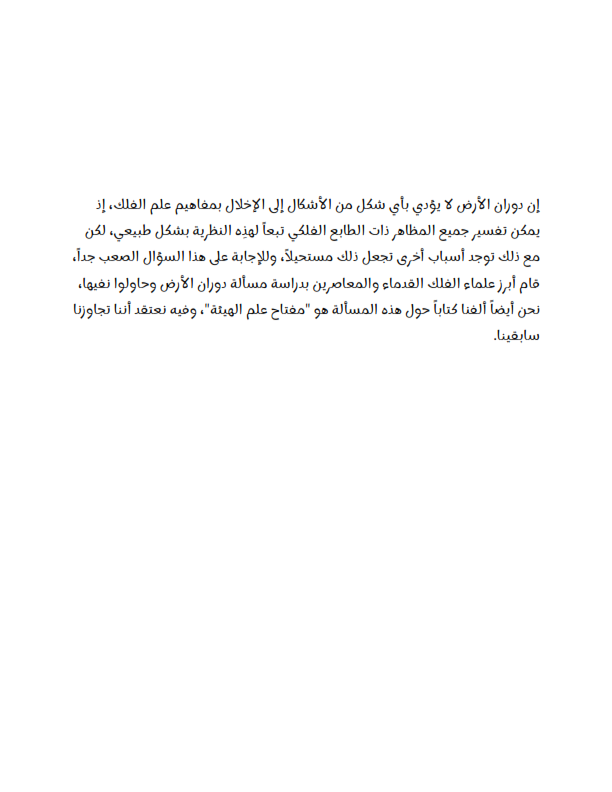 إن دوران الأرض لا يؤدي بأي شكل من الأشكال إلى الإخلال بمفاهيم علم الفلك، إذ
يمكن تفسير جميع المظاهر ذات الطابع الفلكي تبعاً لهذِه النظرية بشكل طبيعي، لكن
مع ذلك توجد أسباب أخرى تجعل ذلك مستحيلاً، وللإجابة على هذا السؤال الصعب جداً،
قام أبرز علماء الفلك القدماء والمعاصرين بدراسة مسألة دوران الأرض وحاولوا نفيها،
نحن أيضاً ألفنا كتاباً حول هذه المسألة هو "مفتاح علم الهيئة"، وفيه نعتقد أننا تجاوزنا
سابقينا.